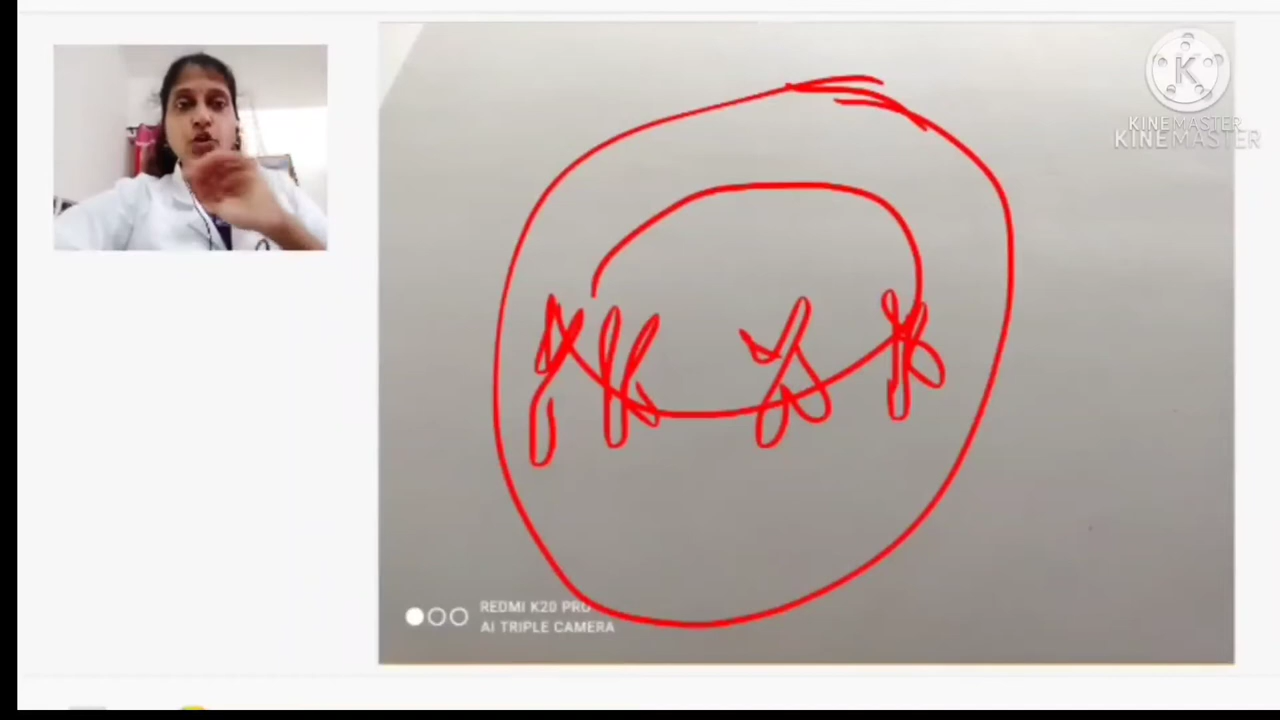 K
KINEMASTER
KINEMASTER
REDMI K20 PRO
AI TRIPLE CAMERA